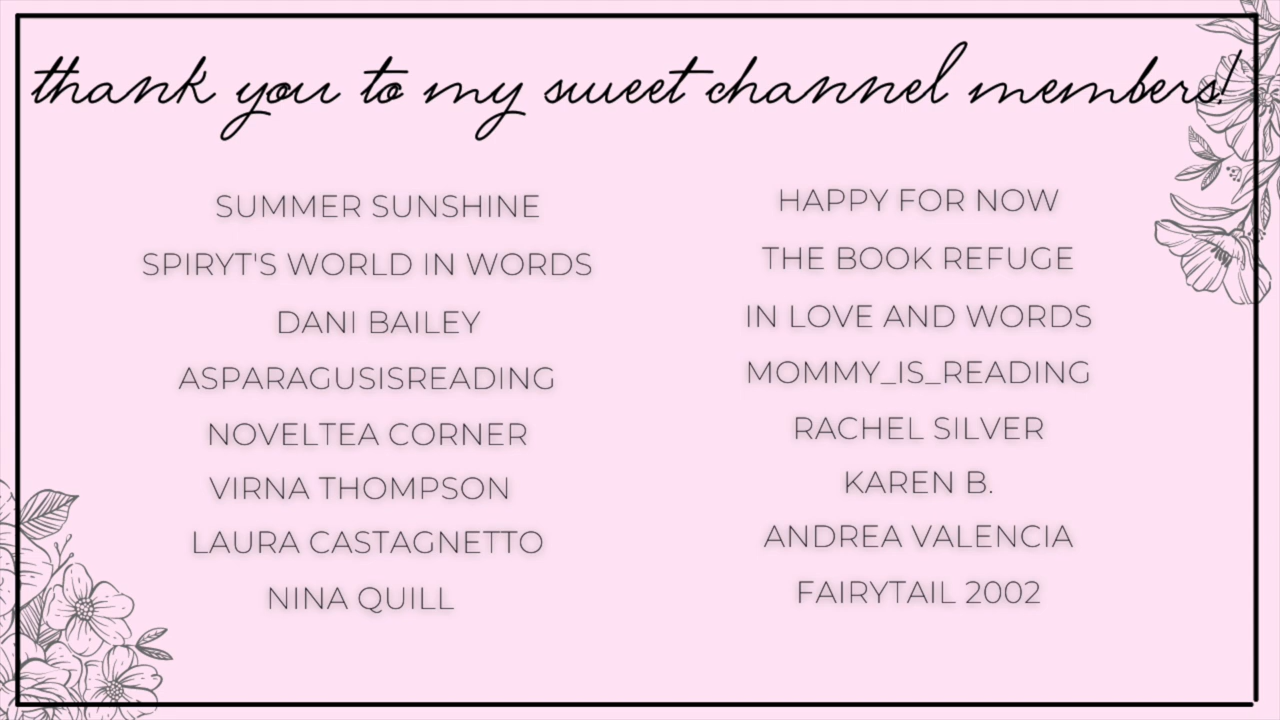 thank you to my sweet channel members!
SUMMER SUNSHINE
SPIRYT'S WORLD IN WORDS
DANI BAILEY
ASPARAGUSISREADING
NOVELTEA CORNER
VIRNA THOMPSON
LAURA CASTAGNETTO
NINA QUILL
HAPPY FOR NOW
THE BOOK REFUGE
IN LOVE AND WORDS
MOMMY_IS_READING
RACHEL SILVER
KAREN B.
ANDREA VALENCIA
FAIRYTAIL 2002